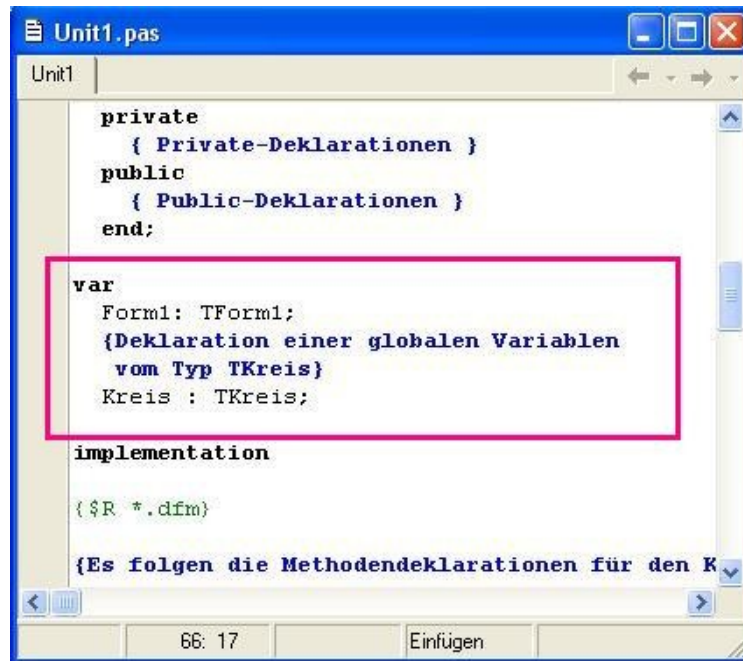 Unit1.pas
Unit1
private
{ Private-Deklarationen }
public
{ Public-Deklarationen }
end;
var
Form1: TForm1;
{Deklaration einer globalen Variablen
vom Typ TKreis}
Kreis : TKreis;
implementation
{$R *.dfm}
{Es folgen die Methodendeklarationen für den K
66: 17
Einfügen